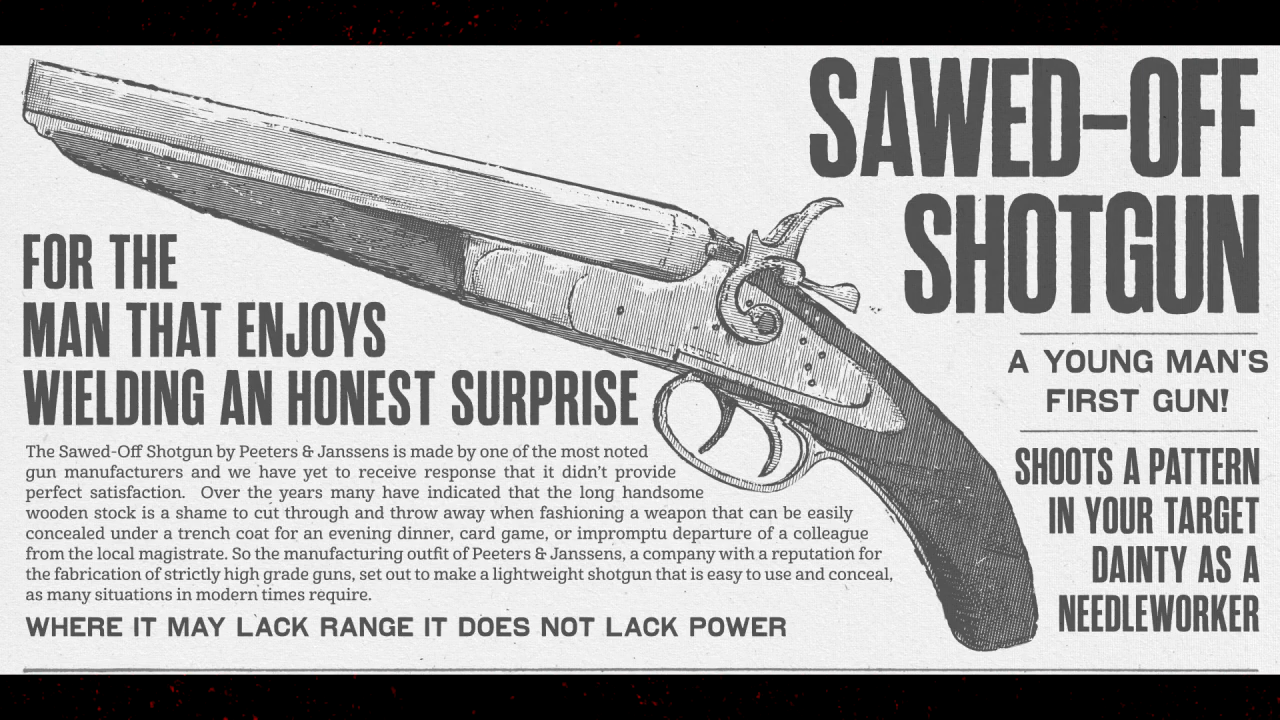 SAWED-OFF
SHOTGUN
A YOUNG MAN'S
FIRST GUN!
SHOOTS A PATTERN
IN YOUR TARGET
DAINTY AS A
NEEDLEWORKER
FOR THE
MAN THAT ENJOYS
WIELDING AN HONEST SURPRISE
The Sawed-Off Shotgun by Peeters & Janssens is made by one of the most noted
gun manufacturers and we have yet to receive response that it didn't provide
perfect satisfaction. Over the years many have indicated that the long handsome
wooden stock is a shame to cut through and throw away when fashioning a weapon that can be easily
concealed under a trench coat for an evening dinner, card game, or impromptu departure of a colleague
from the local magistrate. So the manufacturing outfit of Peeters & Janssens, a company with a reputation for
the fabrication of strictly high grade guns, set out to make a lightweight shotgun that is easy to use and conceal,
as many situations in modern times require.
WHERE IT MAY LACK RANGE IT DOES NOT LACK POWER